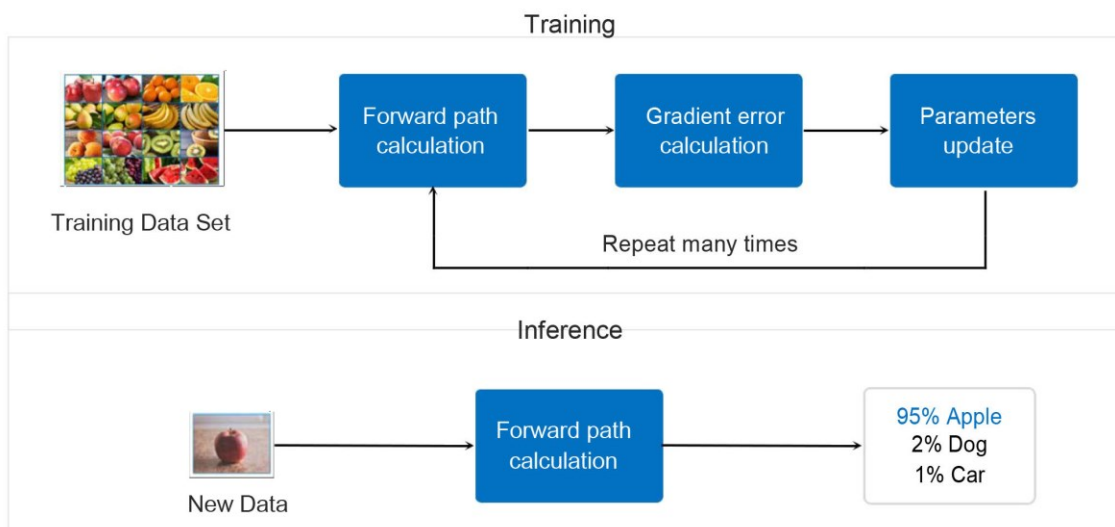 Training
Forward path
calculation
Gradient error
calculation
Parameters
update
Training Data Set
Repeat many times
Inference
Forward path
calculation
95% Apple
2% Dog
1% Car
New Data